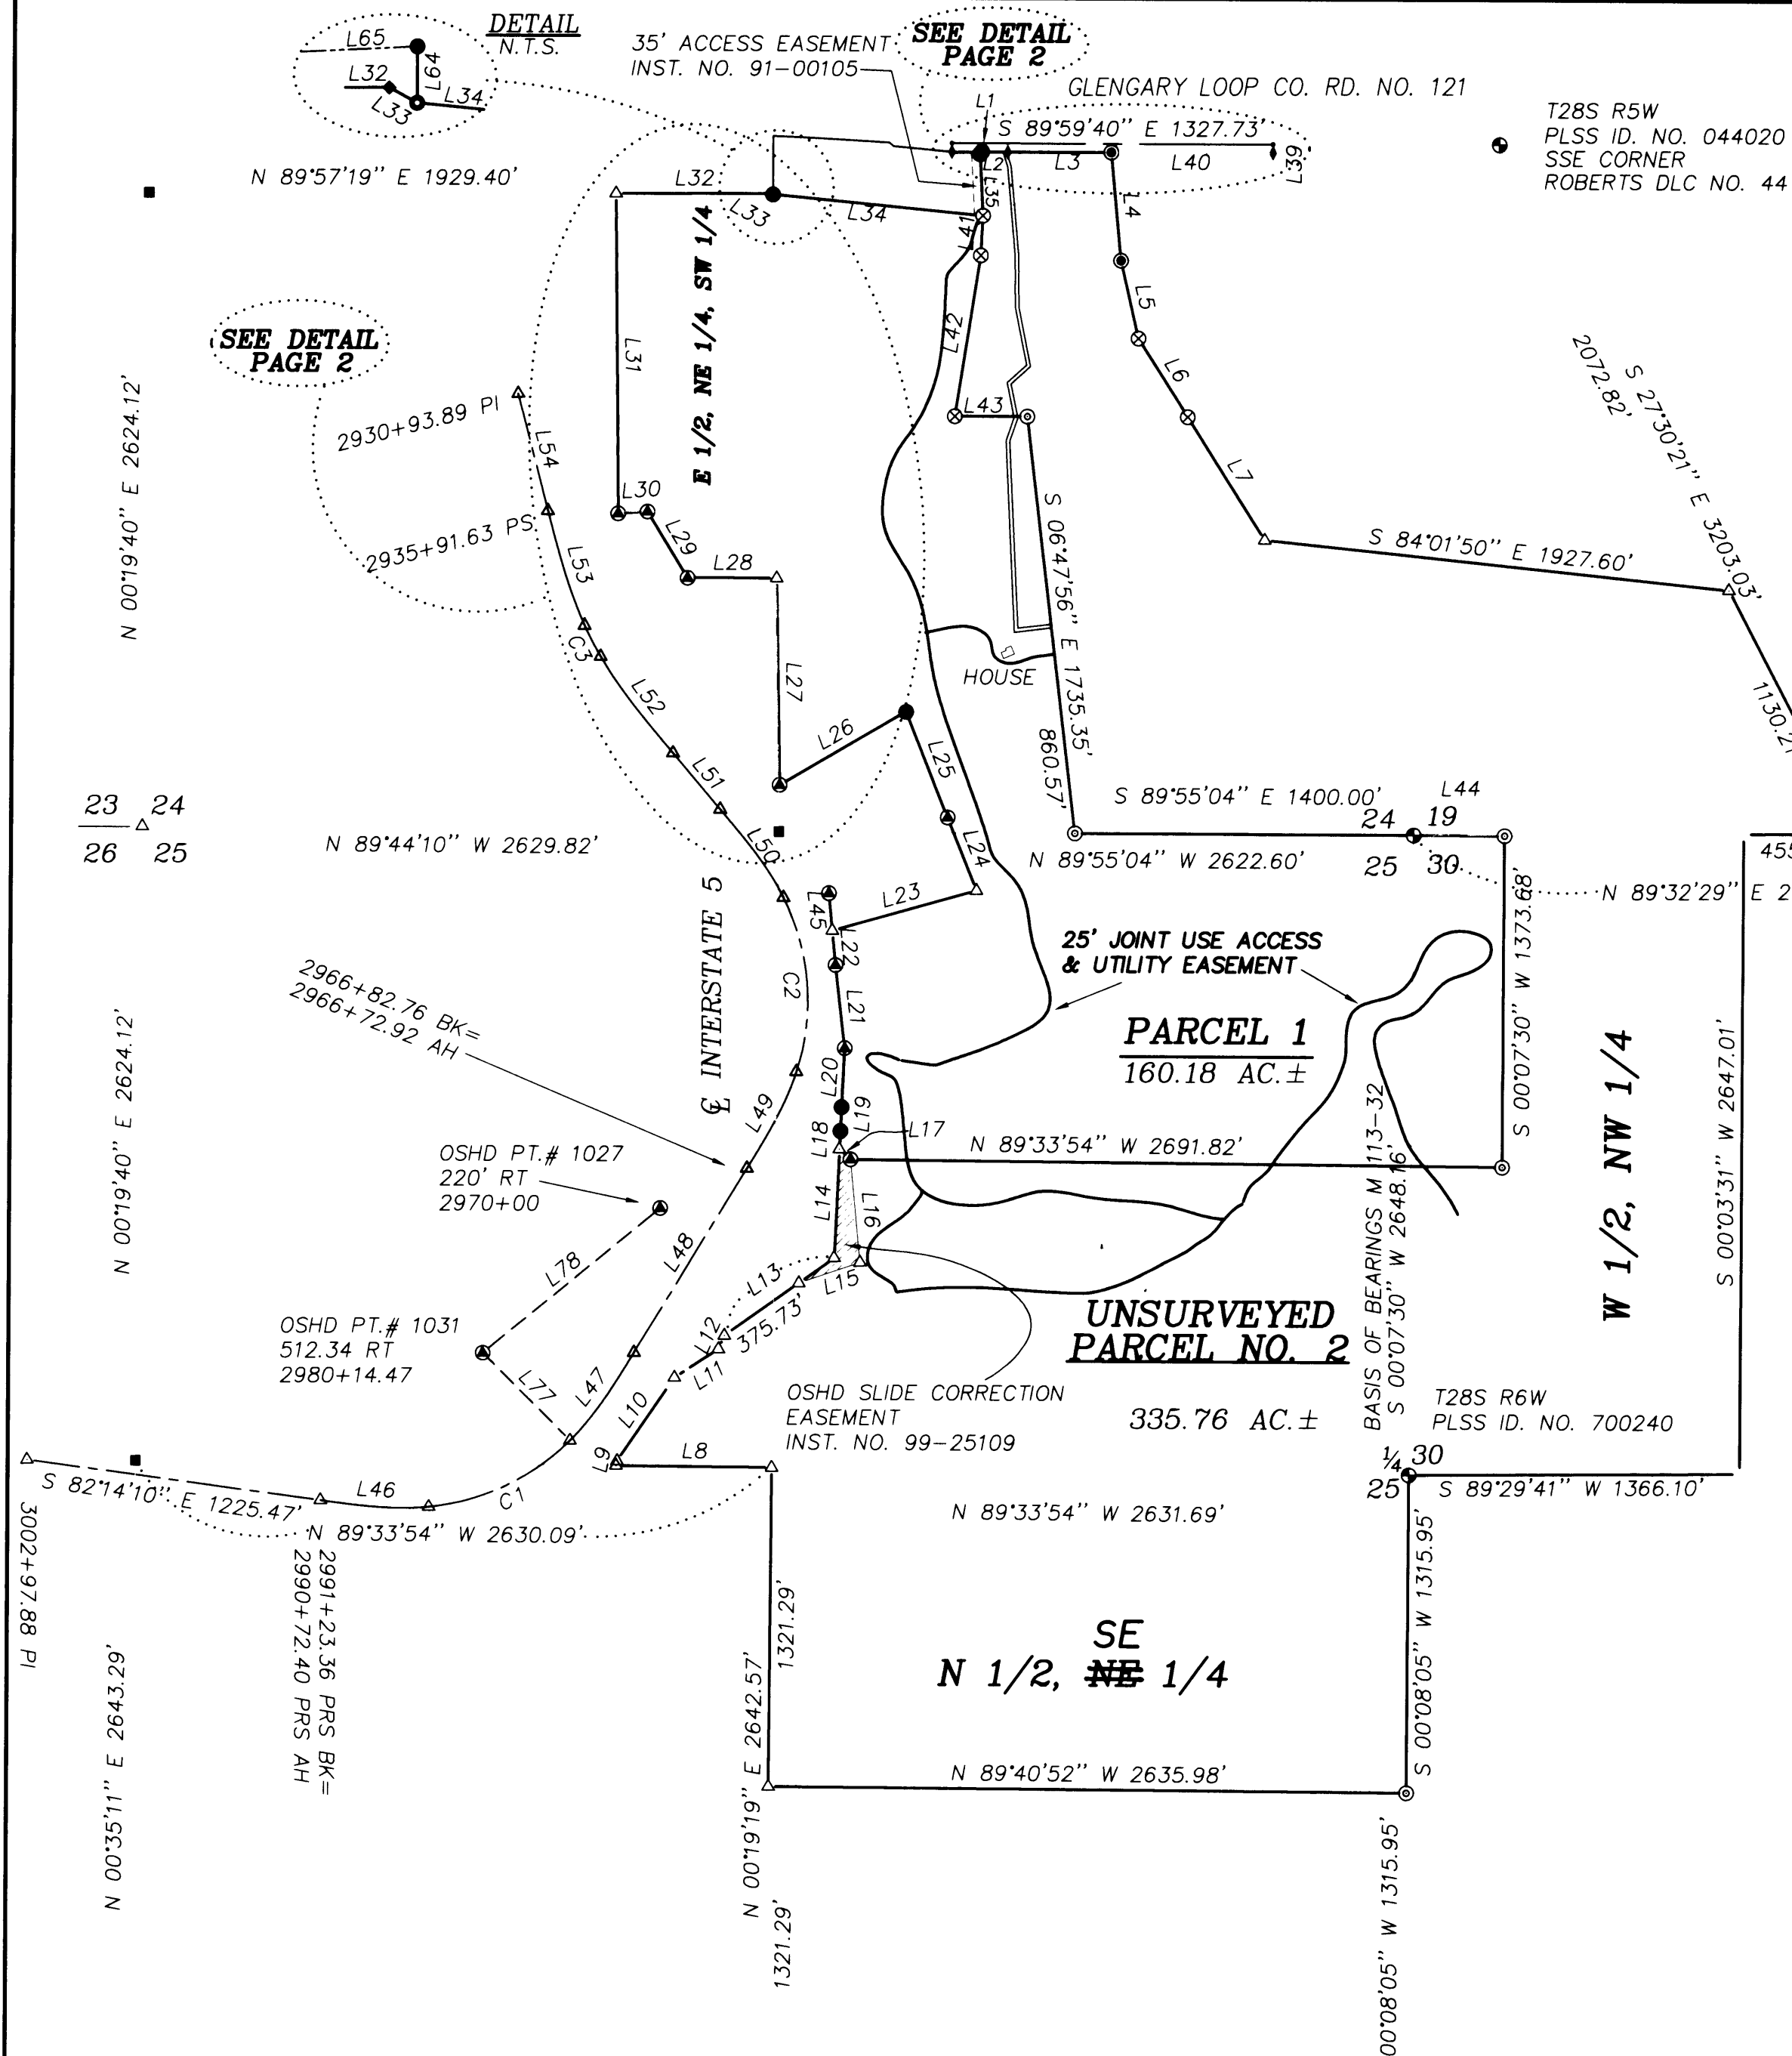 DETAIL
N.T.S.
L65
L64
L32
L33
L34
35' ACCESS EASEMENT
INST. NO. 91-00105
SEE DETAIL
PAGE 2
GLENGARY LOOP CO. RD. NO. 121
L1
S 89°59'40" E 1327.73'
L2
L3
L40
L39
T28S R5W
PLSS ID. NO. 044020
SSE CORNER
ROBERTS DLC NO. 44
N 89°57'19" E 1929.40'
L32
L33
L34
L35
L41
L4
L5
L42
L6
L43
L7
E 1/2, NE 1/4, SW 1/4
L31
SEE DETAIL
PAGE 2
N 00°19'40" E 2624.12'
2930+93.89 PI
L54
2935+91.63 PS
L30
L29
L28
L53
C3
L52
L27
L26
L51
L50
S 06°47'56" E 1735.35'
860.57'
HOUSE
S 84°01'50" E 1927.60'
S 27°30'21" E 3203.03'
2072.82'
1130.21
L25
L24
L23
23 24
26 25
N 89°44'10" W 2629.82'
S 89°55'04" E 1400.00'
L44
24 19
25 30
N 89°55'04" W 2622.60'
455
N 89°32'29" E 2
L45
L22
L21
L20
L19
L18
L17
C2
℄ INTERSTATE 5
25' JOINT USE ACCESS
& UTILITY EASEMENT
PARCEL 1
160.18 AC.±
S 00°07'30" W 1373.68'
W 1/2, NW 1/4
S 00°03'31" W 2647.01'
2966+82.76 BK=
2966+72.92 AH
N 00°19'40" E 2624.12'
L49
OSHD PT.# 1027
220' RT
2970+00
N 89°33'54" W 2691.82'
BASIS OF BEARINGS M 113-32
S 00°07'30" W 2648.16'
L14
L16
L48
L78
L13
L15
375.73'
L12
L11
L10
L9
L8
L47
L77
OSHD PT.# 1031
512.34 RT
2980+14.47
UNSURVEYED
PARCEL NO. 2
335.76 AC.±
OSHD SLIDE CORRECTION
EASEMENT
INST. NO. 99-25109
T28S R6W
PLSS ID. NO. 700240
1/4 30
25
S 89°29'41" W 1366.10'
S 82°14'10" E 1225.47'
L46
C1
N 89°33'54" W 2630.09'
N 89°33'54" W 2631.69'
3002+97.88 PI
2991+23.36 PRS BK=
2990+72.40 PRS AH
N 00°35'11" E 2643.29'
1321.29'
N 00°19'19" E 2642.57'
1321.29'
SE
N 1/2, NE 1/4
S 00°08'05" W 1315.95'
N 89°40'52" W 2635.98'
00°08'05" W 1315.95'